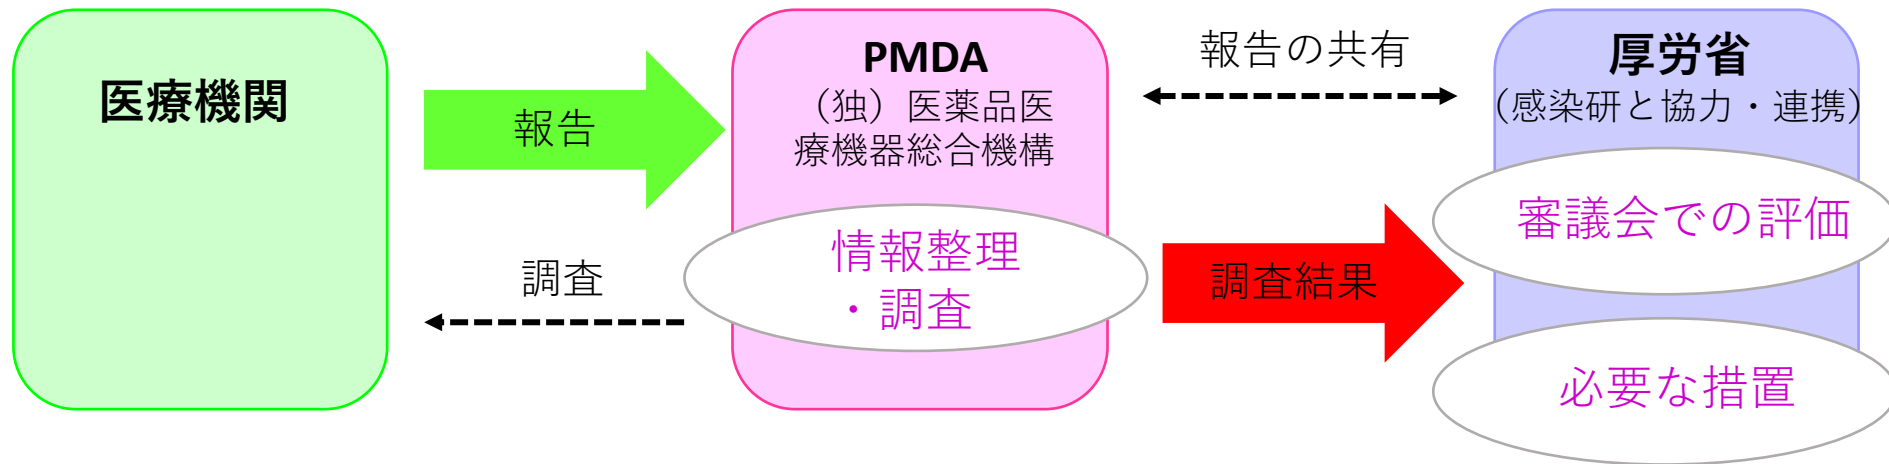 医療機関
報告
調査
PMDA
（独）医薬品医
療機器総合機構
情報整理
・調査
報告の共有
調査結果
厚労省
（感染研と協力・連携）
審議会での評価
必要な措置